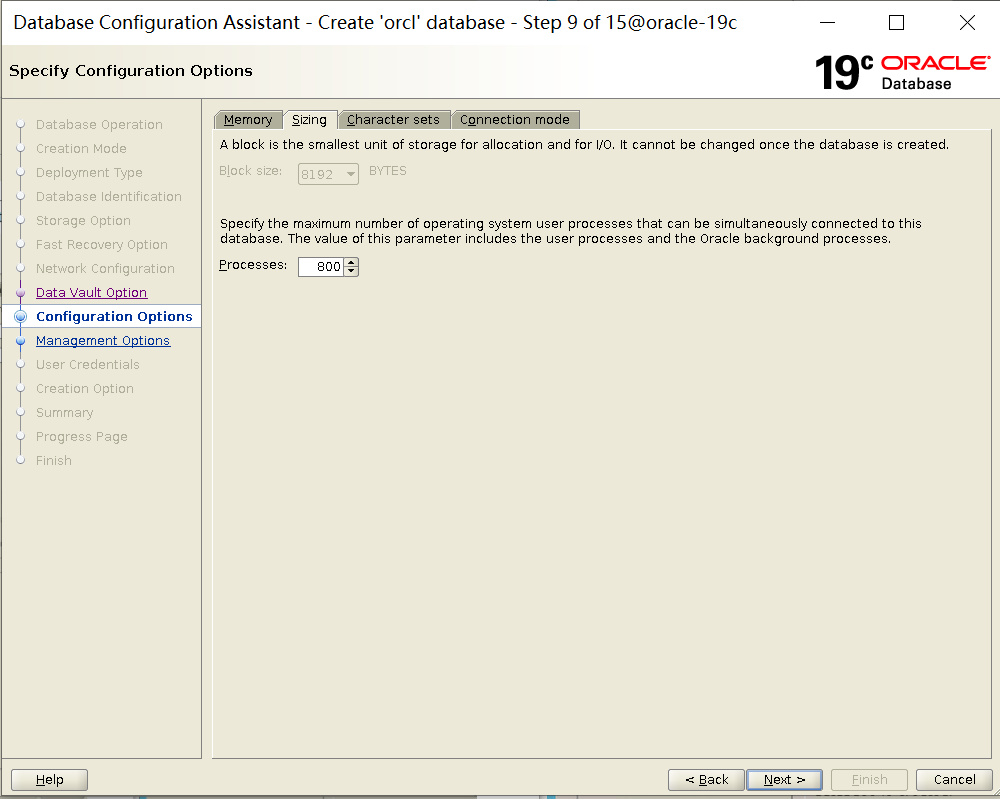 Database Configuration Assistant - Create 'orcl' database - Step 9 of 15@oracle-19c
Specify Configuration Options
19c ORACLE
Database
Database Operation
Creation Mode
Deployment Type
Database Identification
Storage Option
Fast Recovery Option
Network Configuration
Data Vault Option
Configuration Options
Management Options
User Credentials
Creation Option
Summary
Progress Page
Finish
Memory Sizing Character sets Connection mode
A block is the smallest unit of storage for allocation and for I/O. It cannot be changed once the database is created.
Block size: 8192 BYTES
Specify the maximum number of operating system user processes that can be simultaneously connected to this
database. The value of this parameter includes the user processes and the Oracle background processes.
Processes: 800
Help < Back Next > Finish Cancel